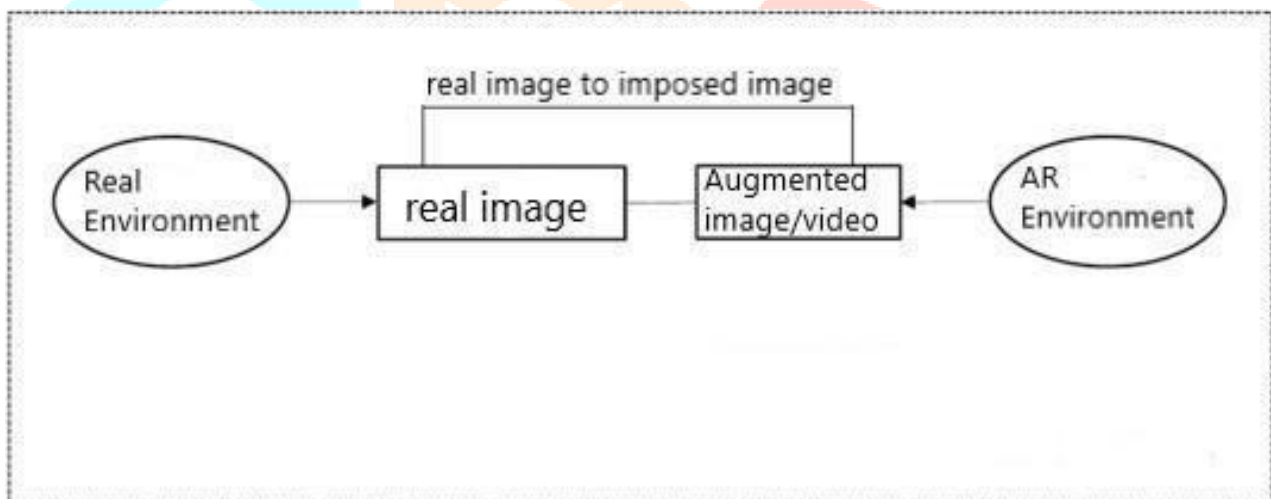 real image to imposed image
Real
Environment
real image
Augmented
image/video
AR
Environment